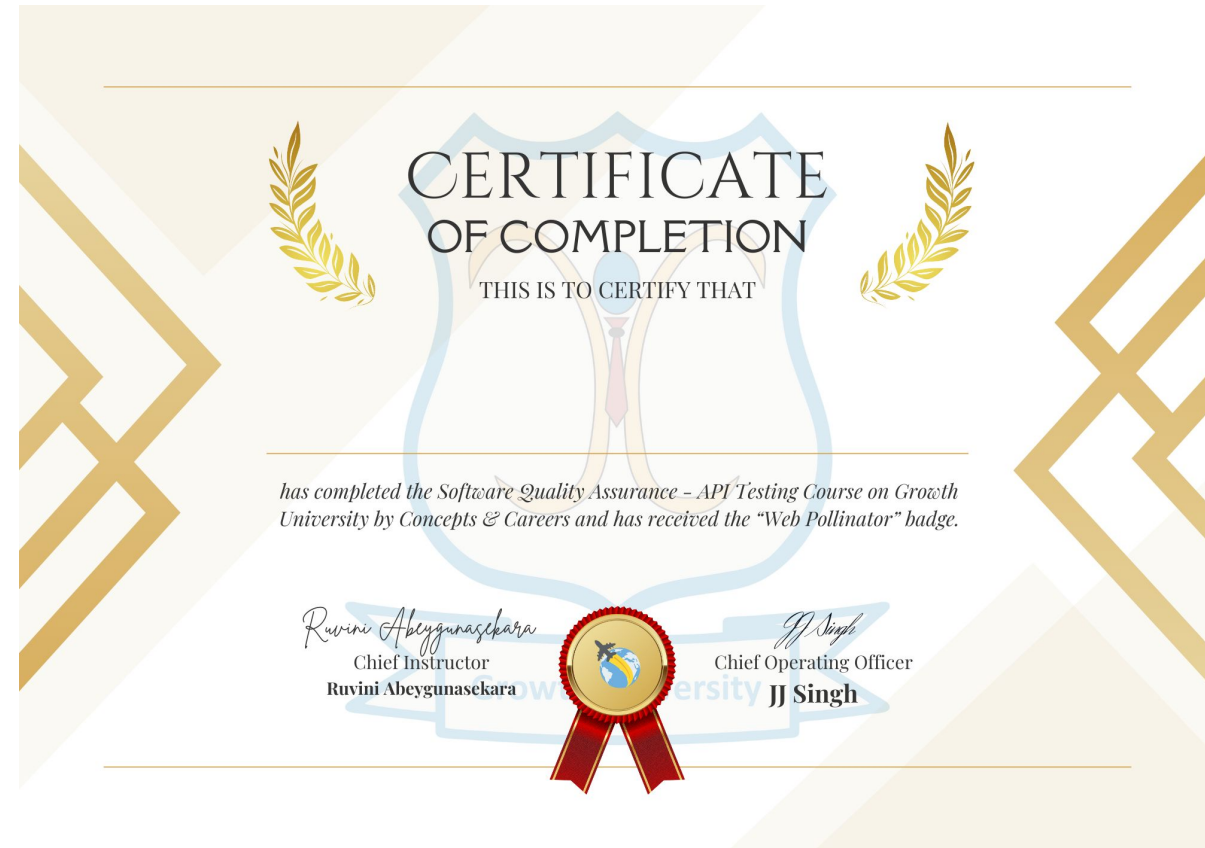 CERTIFICATE
OF COMPLETION
THIS IS TO CERTIFY THAT
has completed the Software Quality Assurance – API Testing Course on Growth
University by Concepts & Careers and has received the “Web Pollinator” badge.
Ruvini Abeygunasekara
JJ Singh
Chief Instructor
Chief Operating Officer
Ruvini Abeygunasekara
JJ Singh